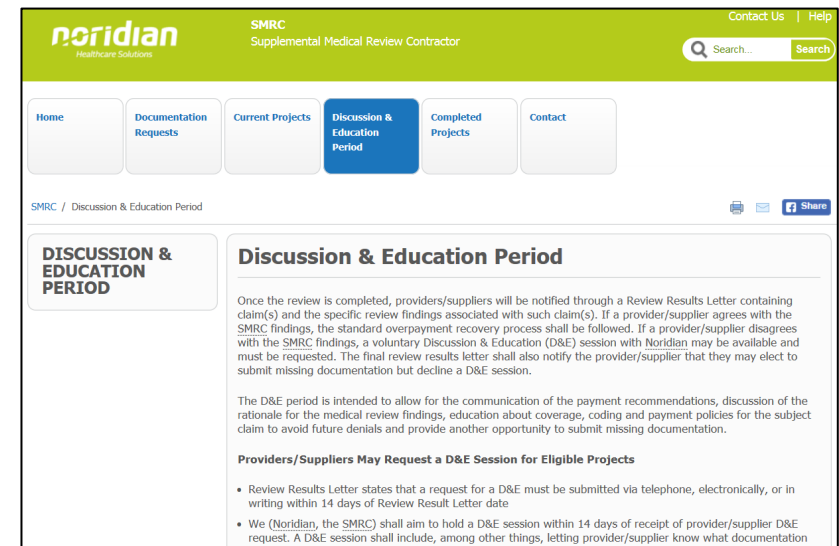 Contact Us | Help
noridian
Healthcare Solutions
SMRC
Supplemental Medical Review Contractor
Search...
Search
Home
Documentation
Requests
Current Projects
Discussion &
Education
Period
Completed
Projects
Contact
SMRC / Discussion & Education Period
Share
DISCUSSION &
EDUCATION
PERIOD
Discussion & Education Period
Once the review is completed, providers/suppliers will be notified through a Review Results Letter containing
claim(s) and the specific review findings associated with such claim(s). If a provider/supplier agrees with the
SMRC findings, the standard overpayment recovery process shall be followed. If a provider/supplier disagrees
with the SMRC findings, a voluntary Discussion & Education (D&E) session with Noridian may be available and
must be requested. The final review results letter shall also notify the provider/supplier that they may elect to
submit missing documentation but decline a D&E session.
The D&E period is intended to allow for the communication of the payment recommendations, discussion of the
rationale for the medical review findings, education about coverage, coding and payment policies for the subject
claim to avoid future denials and provide another opportunity to submit missing documentation.
Providers/Suppliers May Request a D&E Session for Eligible Projects
• Review Results Letter states that a request for a D&E must be submitted via telephone, electronically, or in
writing within 14 days of Review Result Letter date
• We (Noridian, the SMRC) shall aim to hold a D&E session within 14 days of receipt of provider/supplier D&E
request. A D&E session shall include, among other things, letting provider/supplier know what documentation